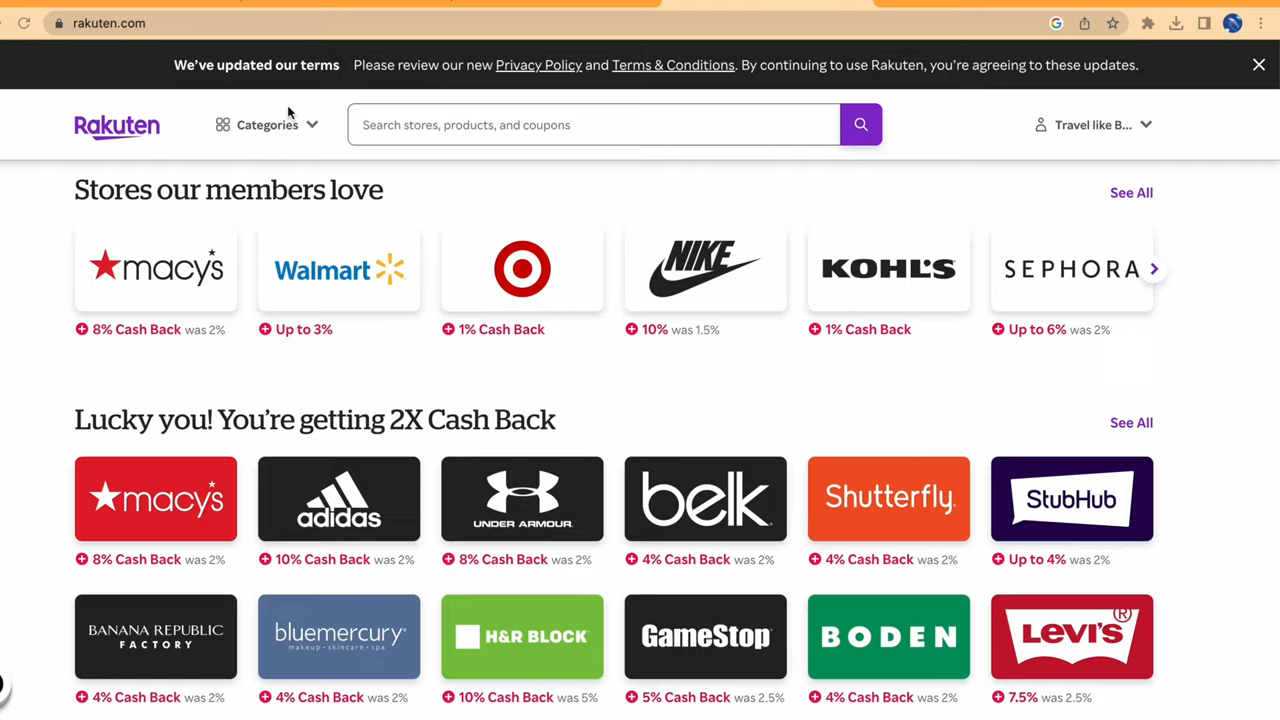 rakuten.com
We've updated our terms Please review our new Privacy Policy and Terms & Conditions. By continuing to use Rakuten, you're agreeing to these updates.
Rakuten Categories Search stores, products, and coupons Travel like B...
Stores our members love See All
macy's Walmart NIKE KOHL'S SEPHORA
8% Cash Back was 2% Up to 3% 1% Cash Back 10% was 1.5% 1% Cash Back Up to 6% was 2%
Lucky you! You're getting 2X Cash Back See All
macy's adidas UNDER ARMOUR belk Shutterfly StubHub
8% Cash Back was 2% 10% Cash Back was 2% 8% Cash Back was 2% 4% Cash Back was 2% 4% Cash Back was 2% Up to 4% was 2%
BANANA REPUBLIC FACTORY bluemercury makeup • skincare • spa H&R BLOCK GameStop BODEN LEVI'S
4% Cash Back was 2% 4% Cash Back was 2% 10% Cash Back was 5% 5% Cash Back was 2.5% 4% Cash Back was 2% 7.5% was 2.5%